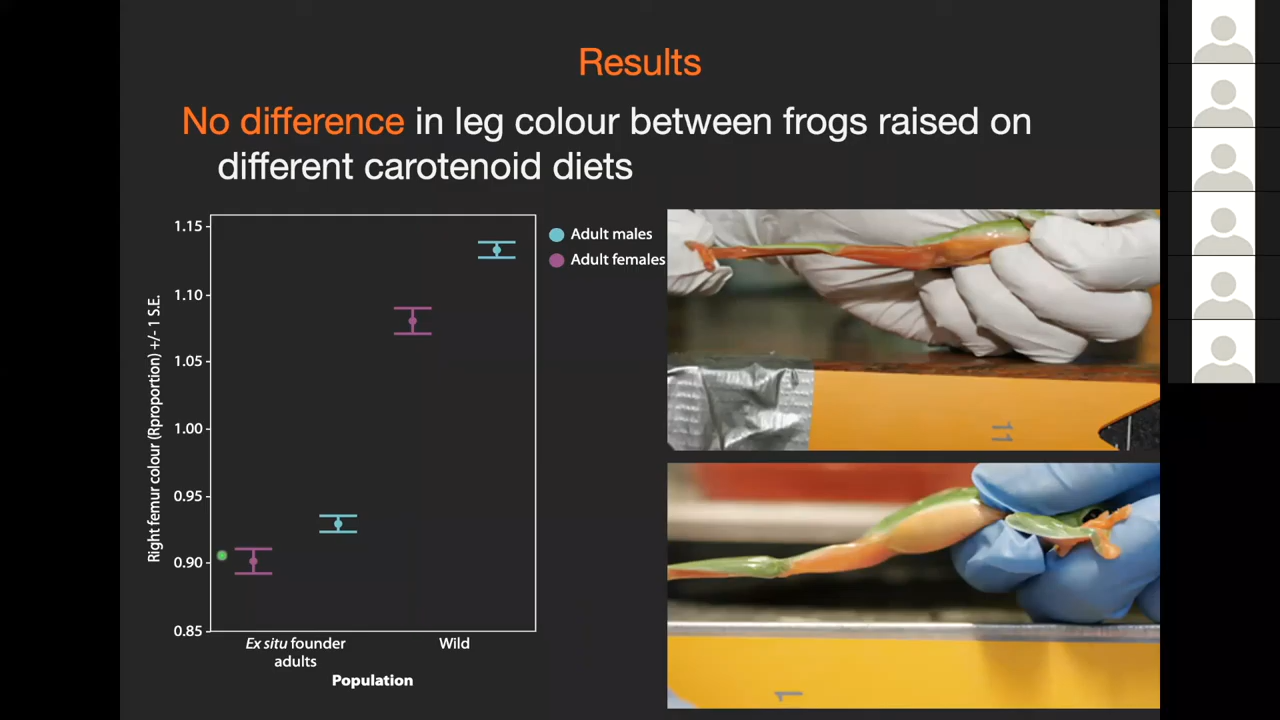 Results
No difference in leg colour between frogs raised on
different carotenoid diets
1.15
1.10
1.05
1.00
0.95
0.90
0.85
Right femur colour (Rproportion) +/- 1 S.E.
Ex situ founder
adults
Wild
Population
Adult males
Adult females
11
1